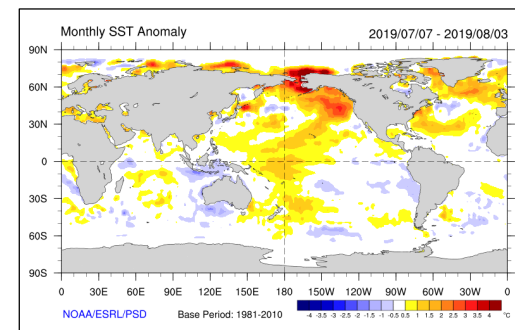 Monthly SST Anomaly 2019/07/07 - 2019/08/03
90N
60N
30N
0
30S
60S
90S
0 30E 60E 90E 120E 150E 180 150W 120W 90W 60W 30W 0
NOAA/ESRL/PSD Base Period: 1981-2010
-4 -3.5 -3 -2.5 -2 -1.5 -1 -0.5 0.5 1 1.5 2 2.5 3 3.5 4 °C